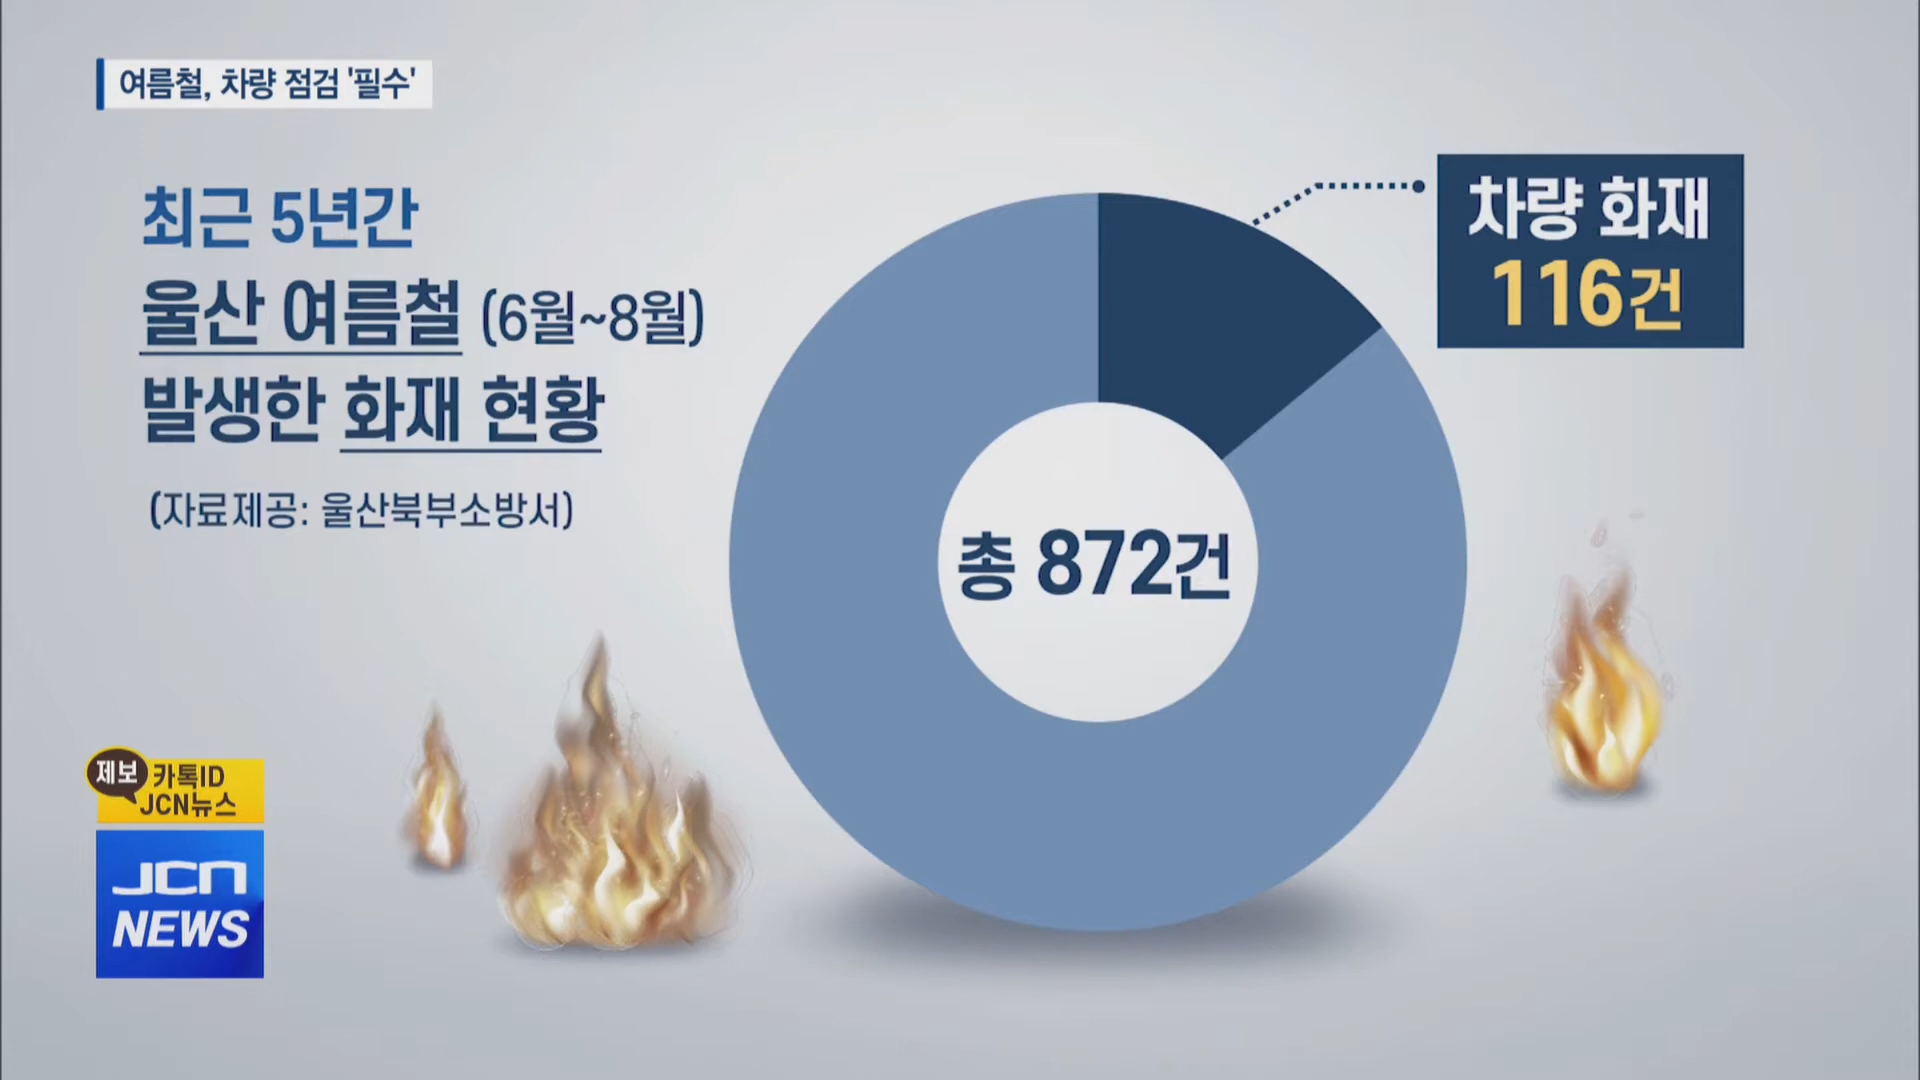 여름철, 차량 점검 '필수'
최근 5년간
울산 여름철 (6월~8월)
발생한 화재 현황
(자료제공: 울산북부소방서)
차량 화재
116건
총 872건
제보 카톡ID
JCN뉴스
JCN
NEWS